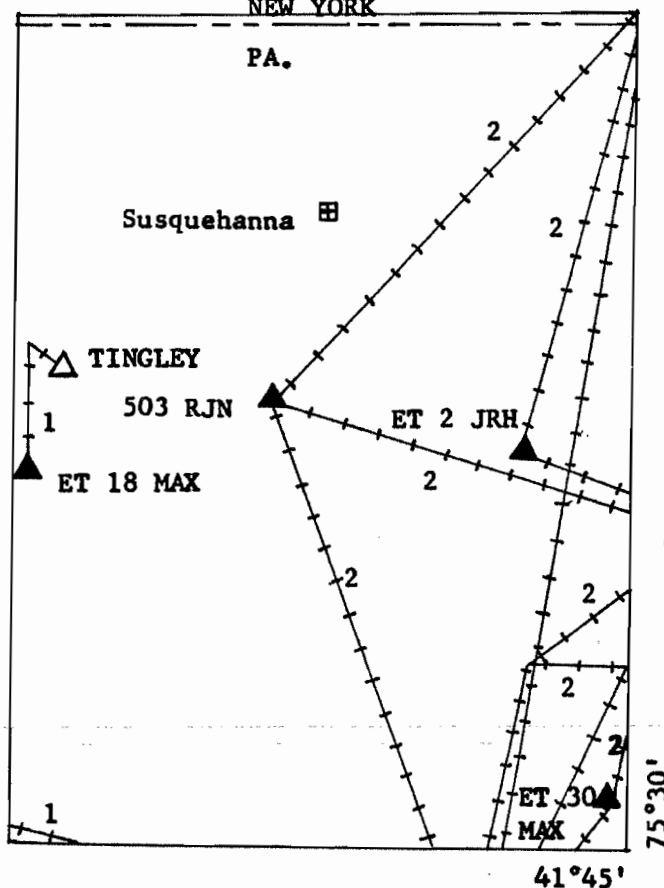 NEW YORK
PA.
2
Susquehanna
2
TINGLEY
503 RJN
ET 2 JRH
1
2
ET 18 MAX
2
2
2
2
ET 30
MAX
1
75°30'
41°45'